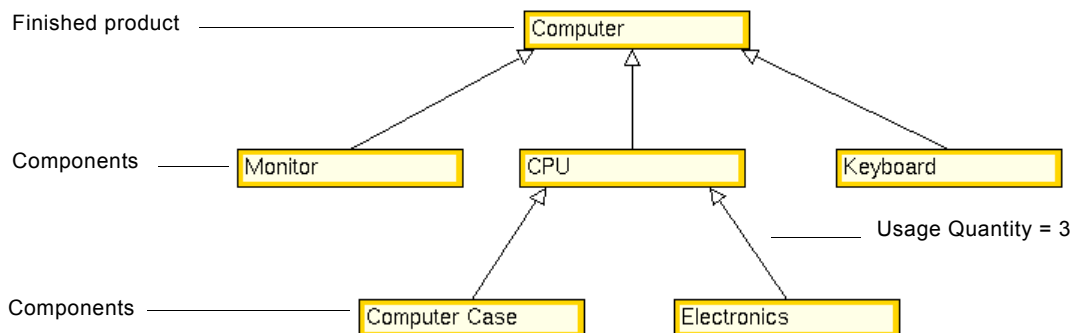 Finished product
Computer
Components
Monitor
CPU
Keyboard
Usage Quantity = 3
Components
Computer Case
Electronics